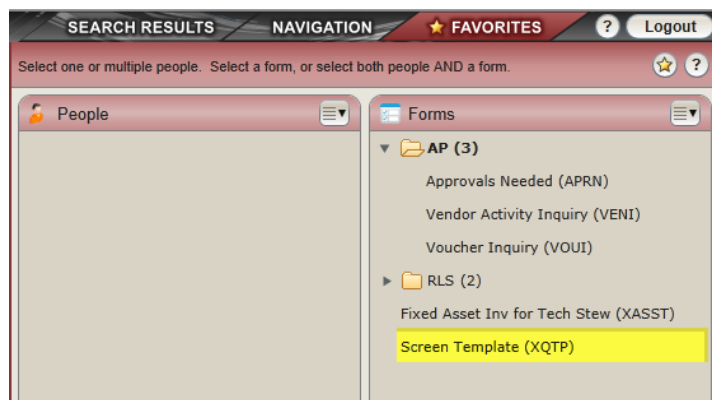 SEARCH RESULTS NAVIGATION FAVORITES ? Logout
Select one or multiple people. Select a form, or select both people AND a form. ?
People
Forms
AP (3)
Approvals Needed (APRN)
Vendor Activity Inquiry (VENI)
Voucher Inquiry (VOUI)
RLS (2)
Fixed Asset Inv for Tech Stew (XASST)
Screen Template (XQTP)